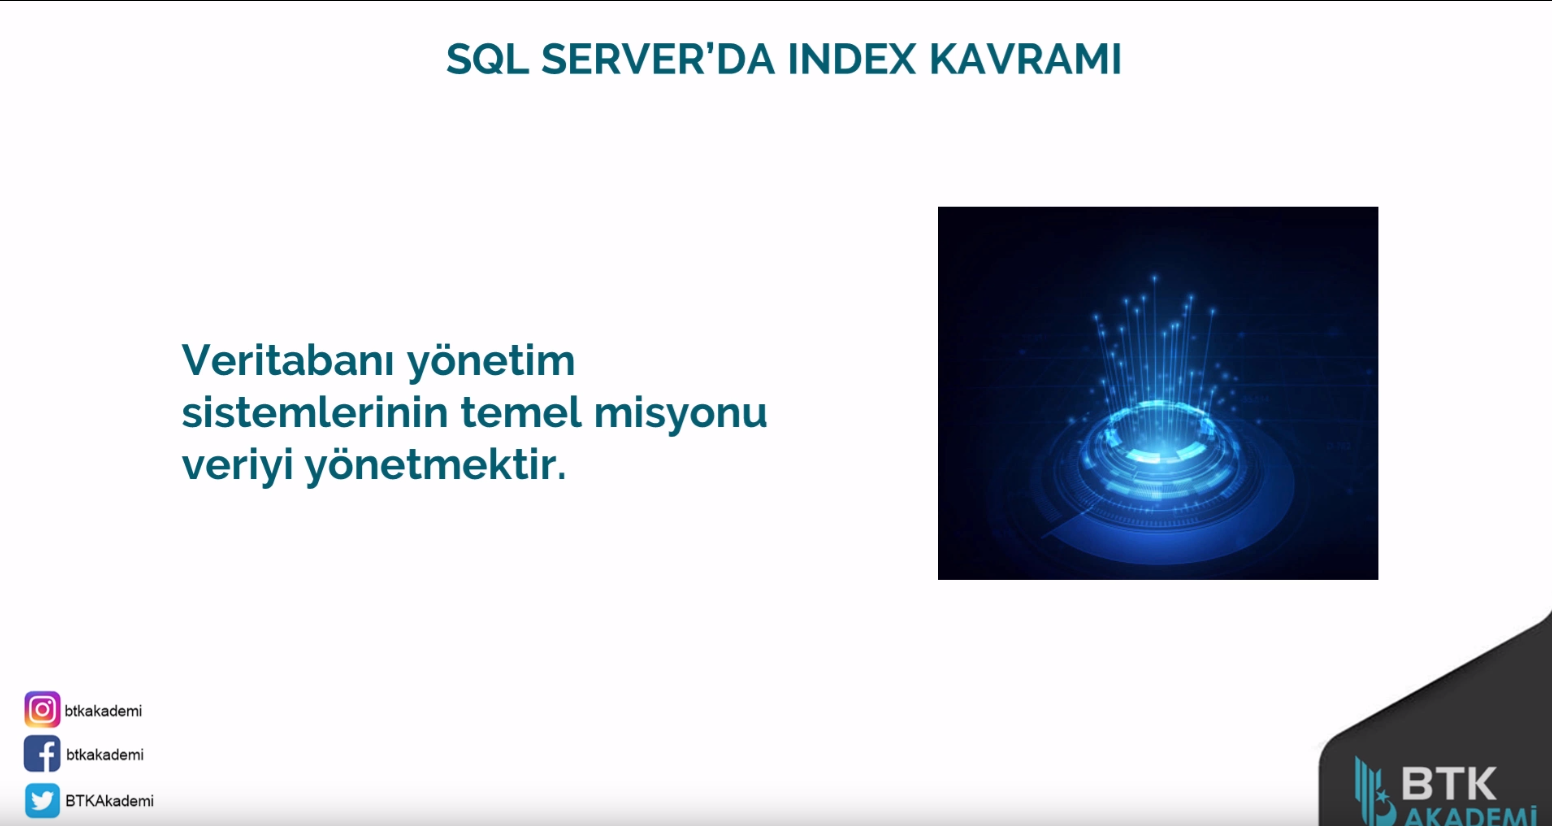 SQL SERVER’DA INDEX KAVRAMI
Veritabanı yönetim
sistemlerinin temel misyonu
veriyi yönetmektir.
btkakademi
btkakademi
BTKAkademi
BTK
AKADEMİ